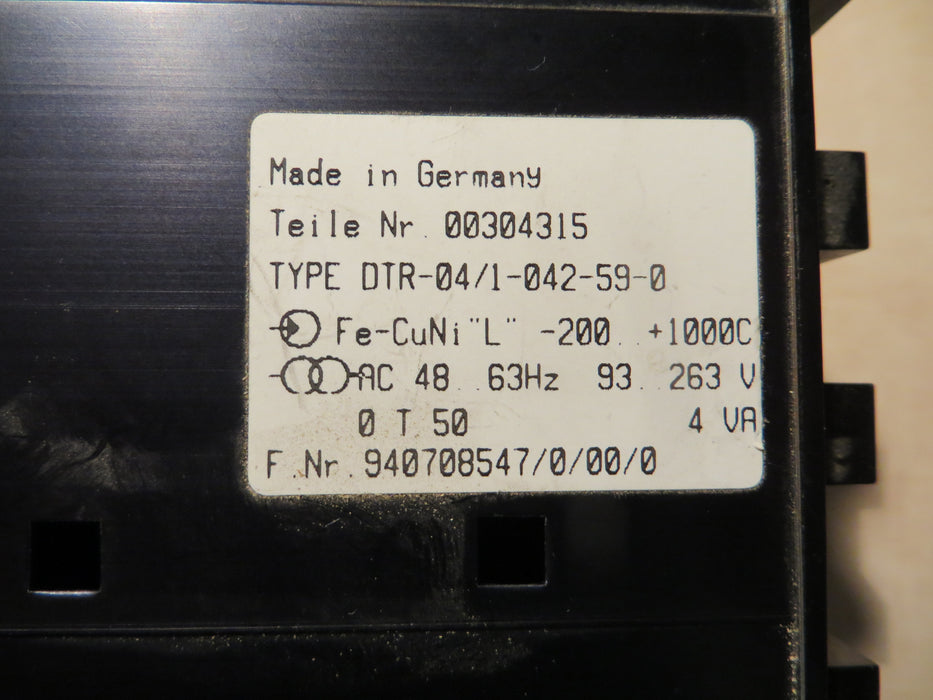 Made in Germany
Teile Nr. 00304315
TYPE DTR-04/1-042-59-0
Fe-CuNi "L" -200..+1000C
AC 48..63Hz 93..263 V
0 T 50 4 VA
F.Nr.940708547/0/00/0